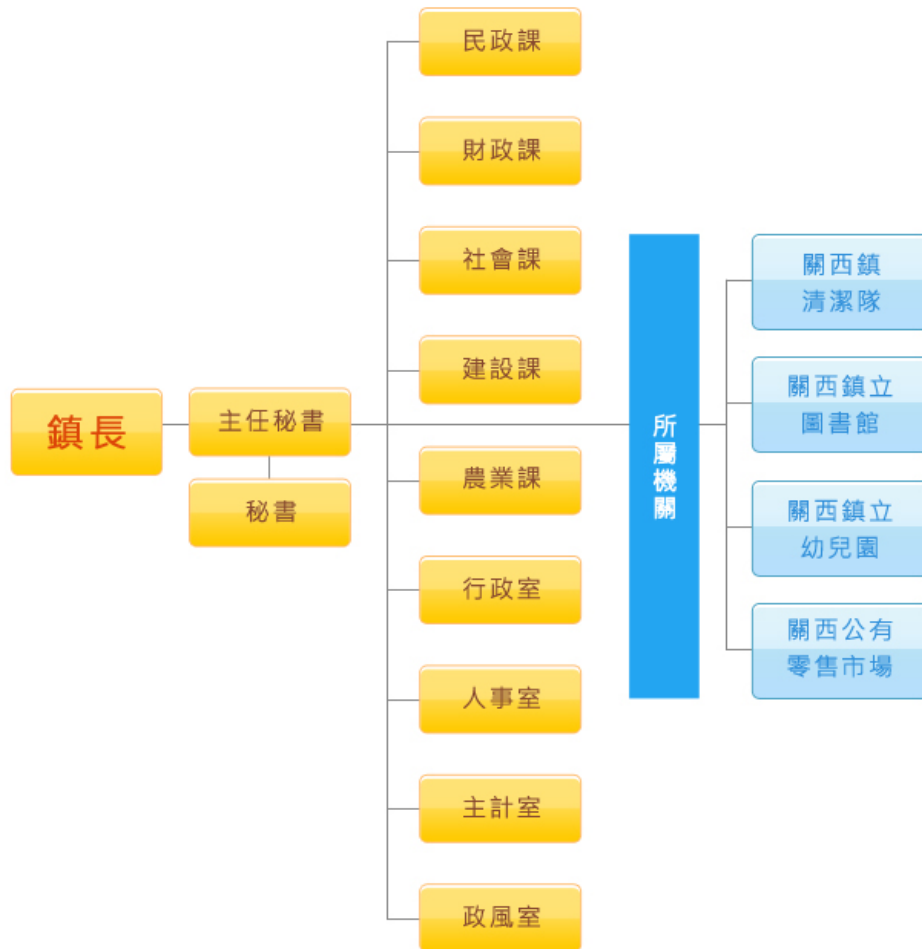 鎮長
主任秘書
秘書
民政課
財政課
社會課
建設課
農業課
行政室
人事室
主計室
政風室
所屬機關
關西鎮
清潔隊
關西鎮立
圖書館
關西鎮立
幼兒園
關西公有
零售市場